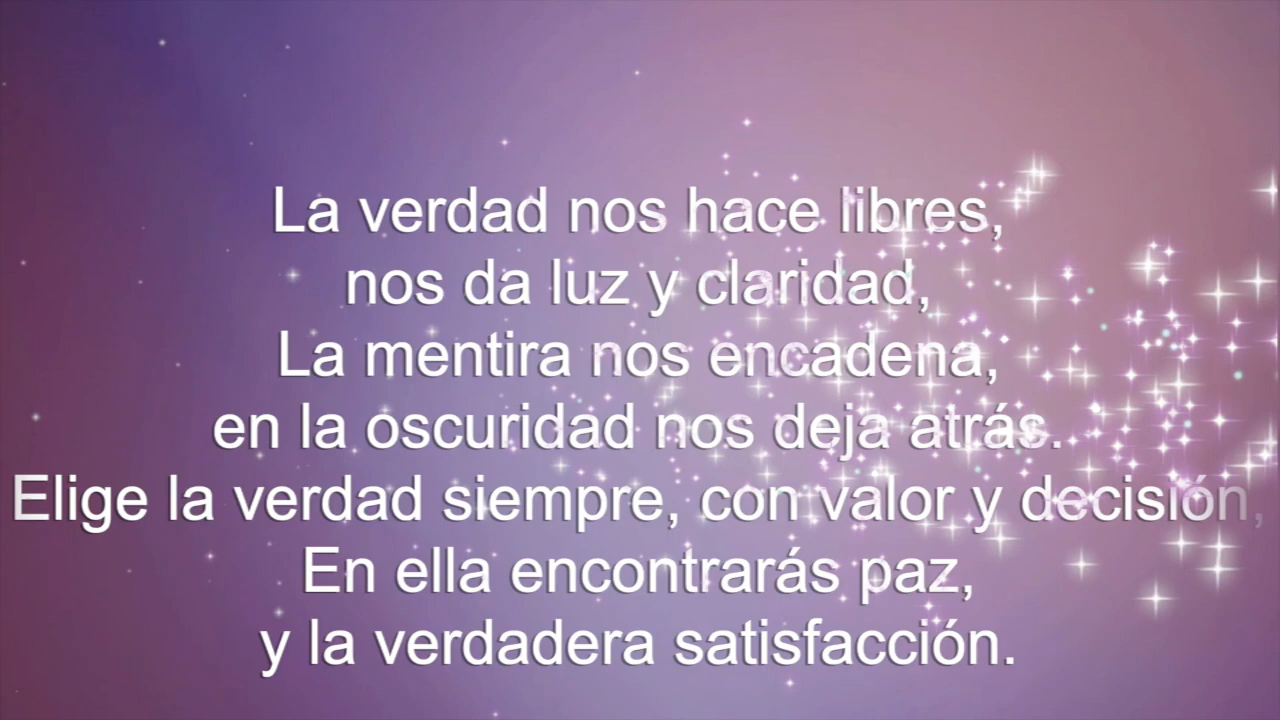 La verdad nos hace libres,
nos da luz y claridad,
La mentira nos encadena,
en la oscuridad nos deja atrás.
Elige la verdad siempre, con valor y decisión,
En ella encontrarás paz,
y la verdadera satisfacción.